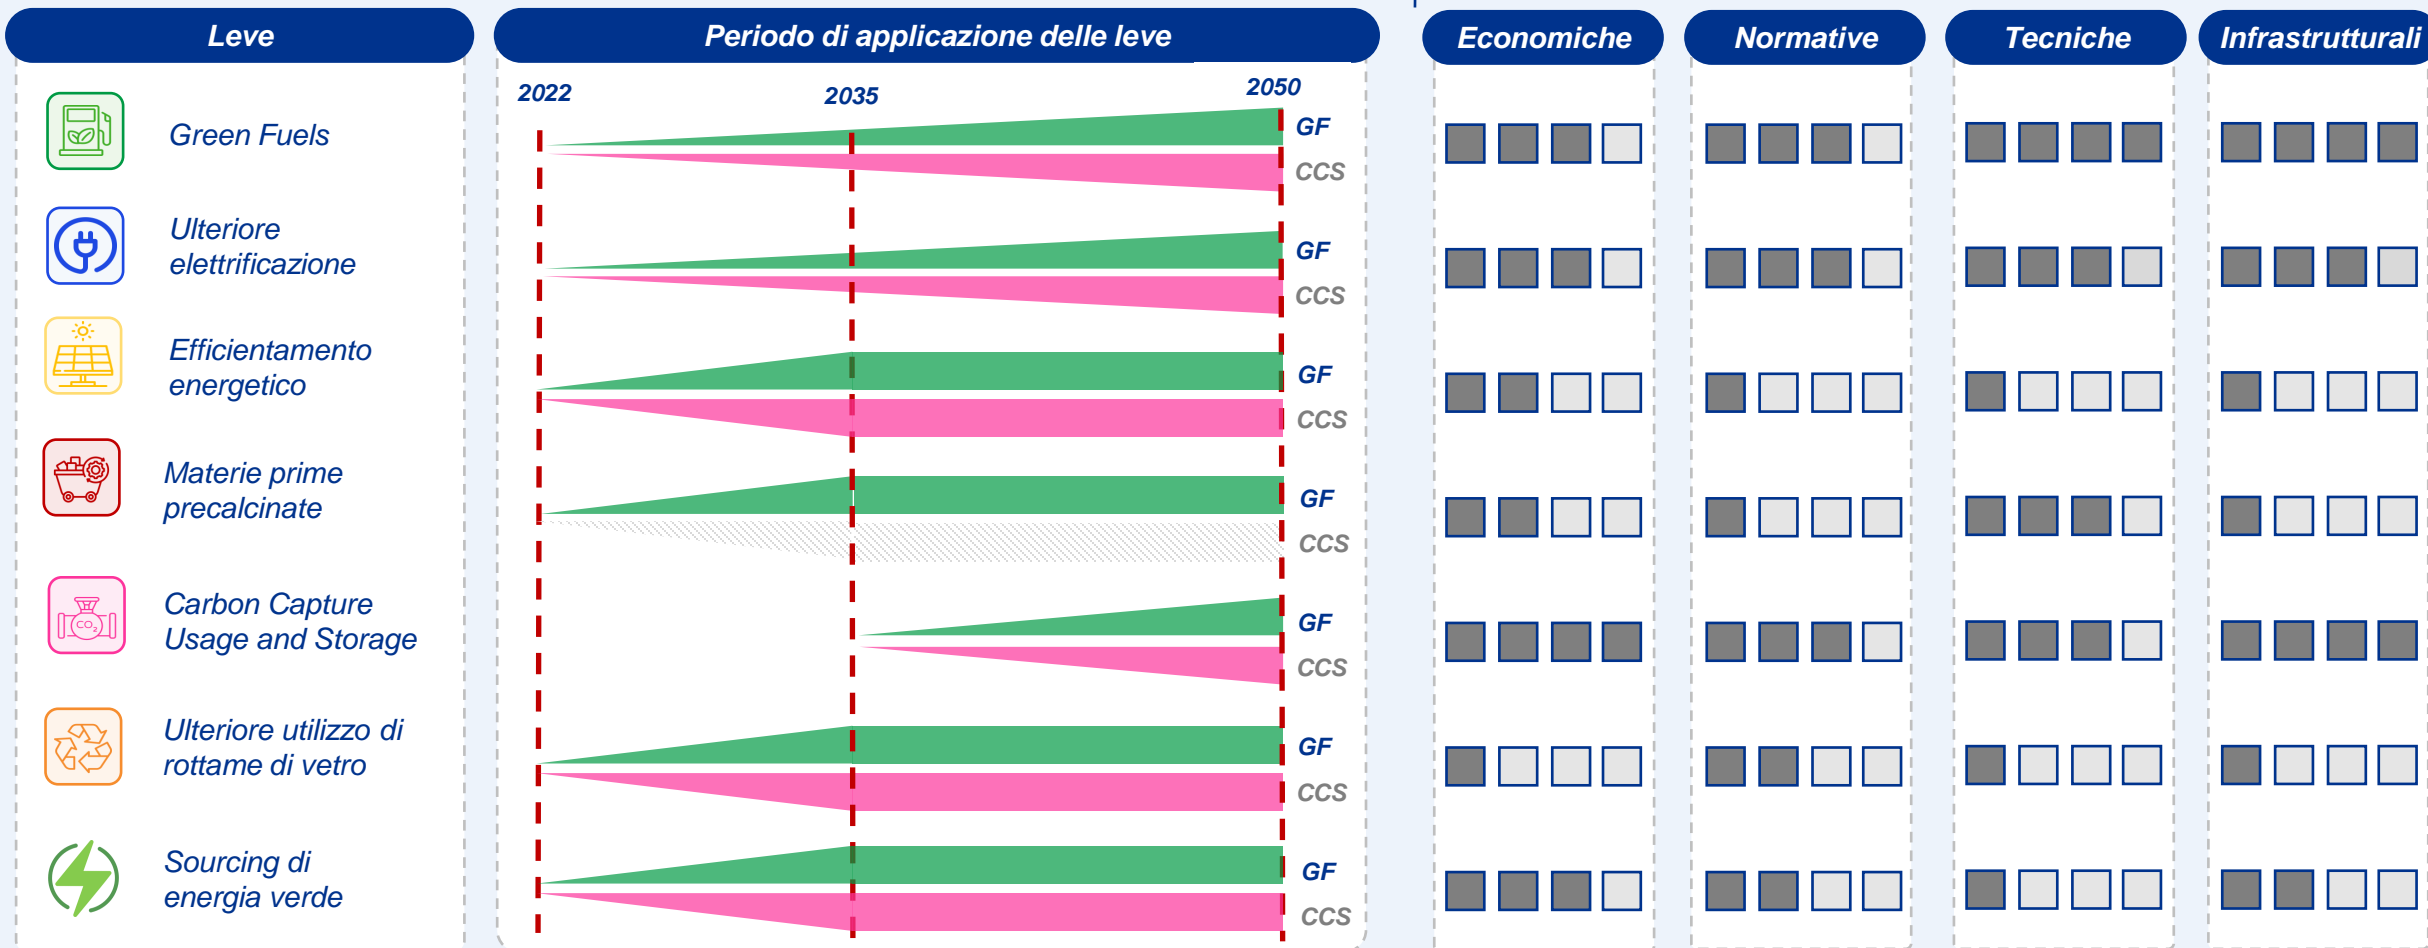 Leve
Periodo di applicazione delle leve
Economiche
Normative
Tecniche
Infrastrutturali
2022
2035
2050
Green Fuels
GF
CCS
Ulteriore
elettrificazione
GF
CCS
Efficientamento
energetico
GF
CCS
Materie prime
precalcinate
GF
CCS
CO2
Carbon Capture
Usage and Storage
GF
CCS
Ulteriore utilizzo di
rottame di vetro
GF
CCS
Sourcing di
energia verde
GF
CCS